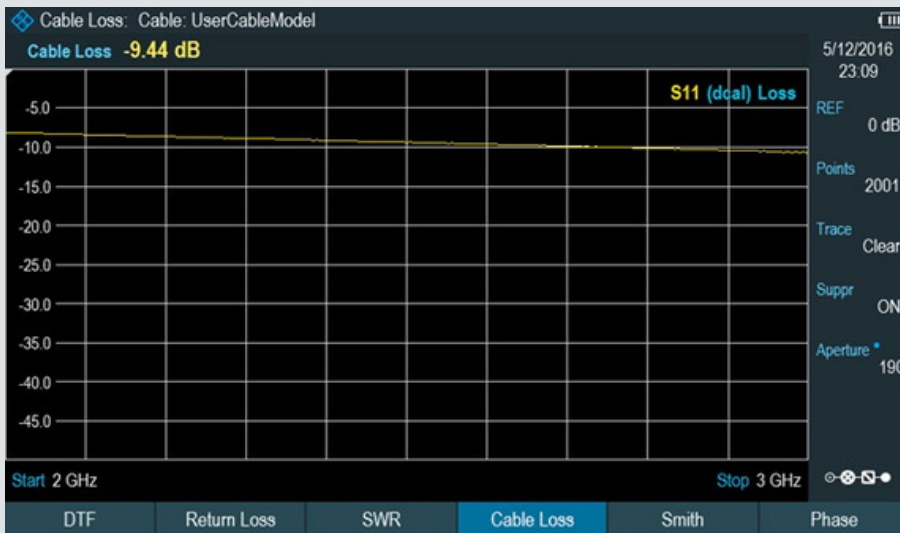 Cable Loss: Cable: UserCableModel
Cable Loss -9.44 dB
5/12/2016
23:09
S11 (dcal) Loss
REF
0 dB
Points
2001
Trace
Clear
Suppr
ON
Aperture
190
-5.0
-10.0
-15.0
-20.0
-25.0
-30.0
-35.0
-40.0
-45.0
Start 2 GHz
Stop 3 GHz
DTF
Return Loss
SWR
Cable Loss
Smith
Phase